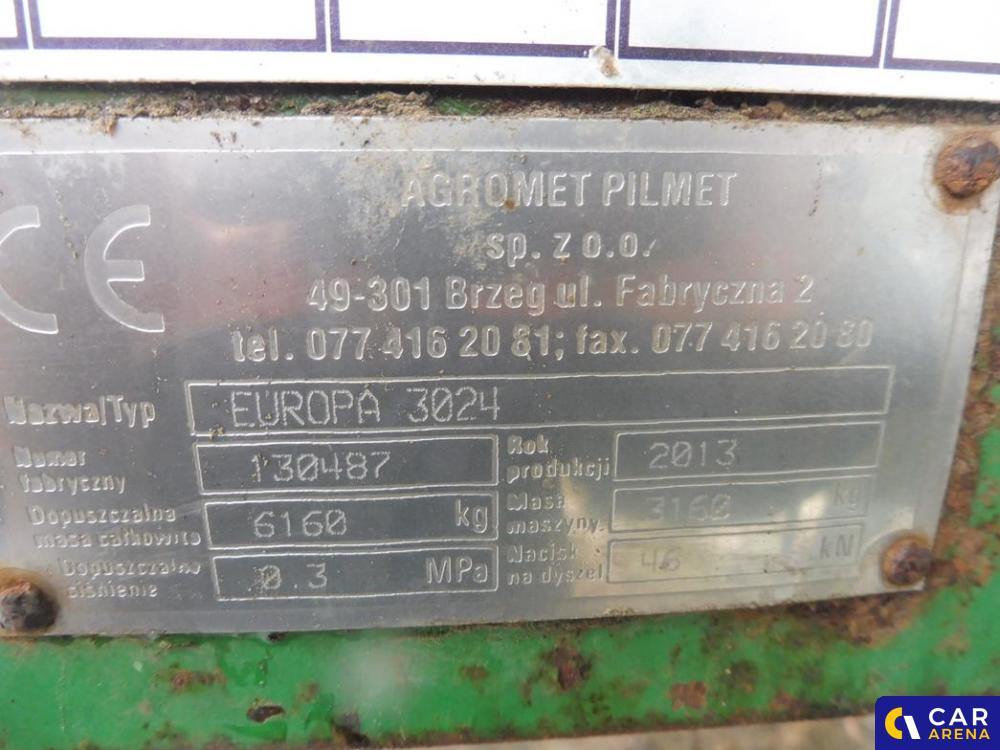 CE
AGROMET PILMET
sp. z o.o.
49-301 Brzeg ul. Fabryczna 2
tel. 077 416 20 81; fax. 077 416 20 80
Nazwa/Typ EUROPA 3024
Numer fabryczny 130487 Rok produkcji 2013
Dopuszczalna masa całkowita 6160 kg Masa maszyny 3160 kg
Dopuszczalne ciśnienie 0.3 MPa Nacisk na dyszel 46 kN
CAR ARENA